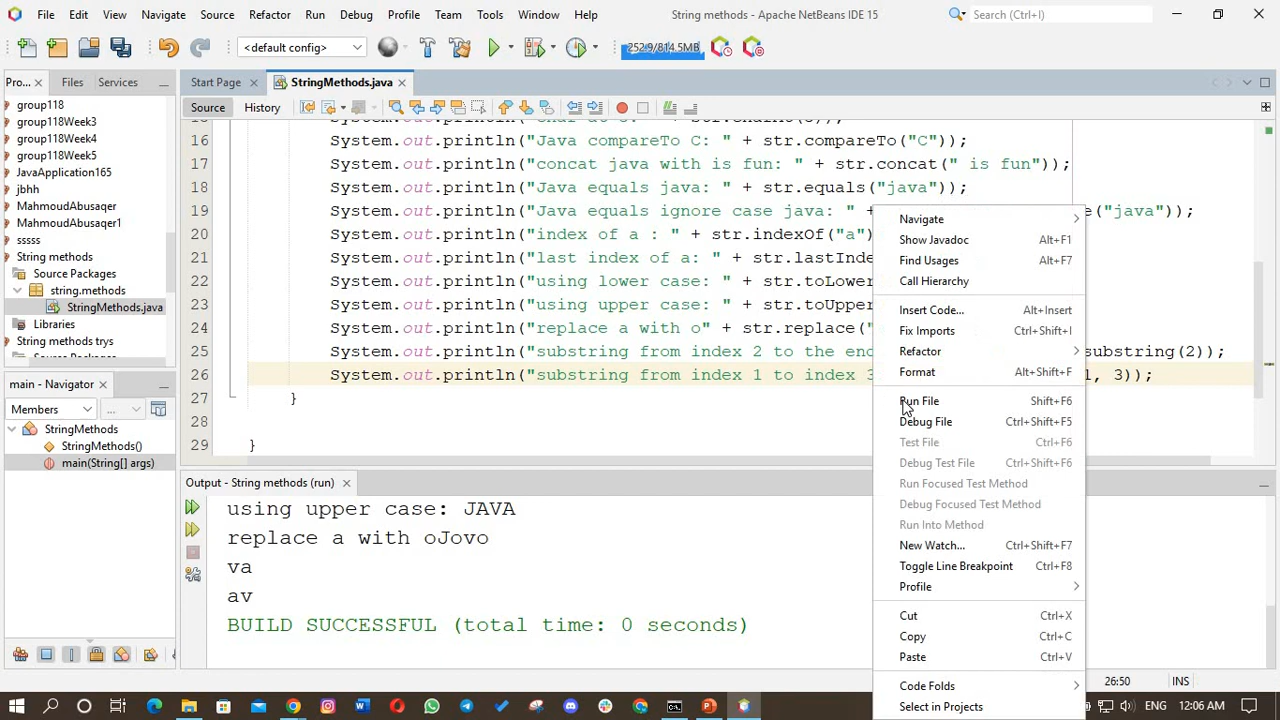 File Edit View Navigate Source Refactor Run Debug Profile Team Tools Window Help
String methods - Apache NetBeans IDE 15
Search (Ctrl+I)
<default config>
252.9/814.5MB
Pro...
Files
Services
Start Page
StringMethods.java
group118
group118Week3
group118Week4
group118Week5
JavaApplication165
jbhh
MahmoudAbusaqer
MahmoudAbusaqer1
sssss
String methods
Source Packages
string.methods
StringMethods.java
Libraries
String methods trys
main - Navigator
Members
...
StringMethods
StringMethods()
main(String[] args)
Source
History
16 System.out.println("Java compareTo C: " + str.compareTo("C"));
17 System.out.println("concat java with is fun: " + str.concat(" is fun"));
18 System.out.println("Java equals java: " + str.equals("java"));
19 System.out.println("Java equals ignore case java: " + e("java"));
20 System.out.println("index of a : " + str.indexOf("a")
21 System.out.println("last index of a: " + str.lastInde
22 System.out.println("using lower case: " + str.toLower
23 System.out.println("using upper case: " + str.toUpper
24 System.out.println("replace a with o" + str.replace("
25 System.out.println("substring from index 2 to the end substring(2));
26 System.out.println("substring from index 1 to index 3 1, 3));
27 }
28
29 }
Navigate
Show Javadoc Alt+F1
Find Usages Alt+F7
Call Hierarchy
Insert Code... Alt+Insert
Fix Imports Ctrl+Shift+I
Refactor
Format Alt+Shift+F
Run File Shift+F6
Debug File Ctrl+Shift+F5
Test File Ctrl+F6
Debug Test File Ctrl+Shift+F6
Run Focused Test Method
Debug Focused Test Method
Run Into Method
New Watch... Ctrl+Shift+F7
Toggle Line Breakpoint Ctrl+F8
Profile
Cut Ctrl+X
Copy Ctrl+C
Paste Ctrl+V
Code Folds
Select in Projects
Output - String methods (run)
using upper case: JAVA
replace a with oJovo
va
av
BUILD SUCCESSFUL (total time: 0 seconds)
26:50
INS
ENG
12:06 AM